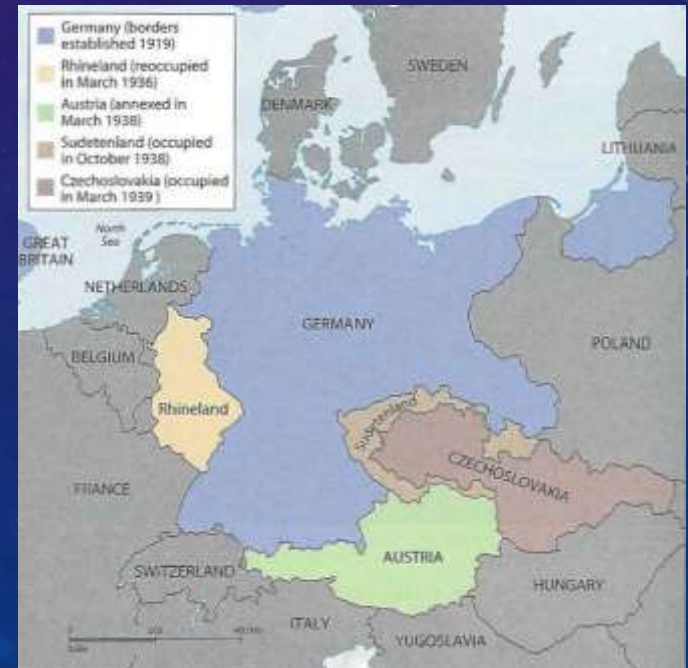 Germany (borders
established 1919)
Rhineland (reoccupied
in March 1936)
Austria (annexed in
March 1938)
Sudetenland (occupied
in October 1938)
Czechoslovakia (occupied
in March 1939 )
SWEDEN
DENMARK
LITHUANIA
North
Sea
GREAT
BRITAIN
NETHERLANDS
GERMANY
POLAND
BELGIUM
Rhineland
Sudetenland
CZECHOSLOVAKIA
FRANCE
AUSTRIA
SWITZERLAND
HUNGARY
ITALY
YUGOSLAVIA